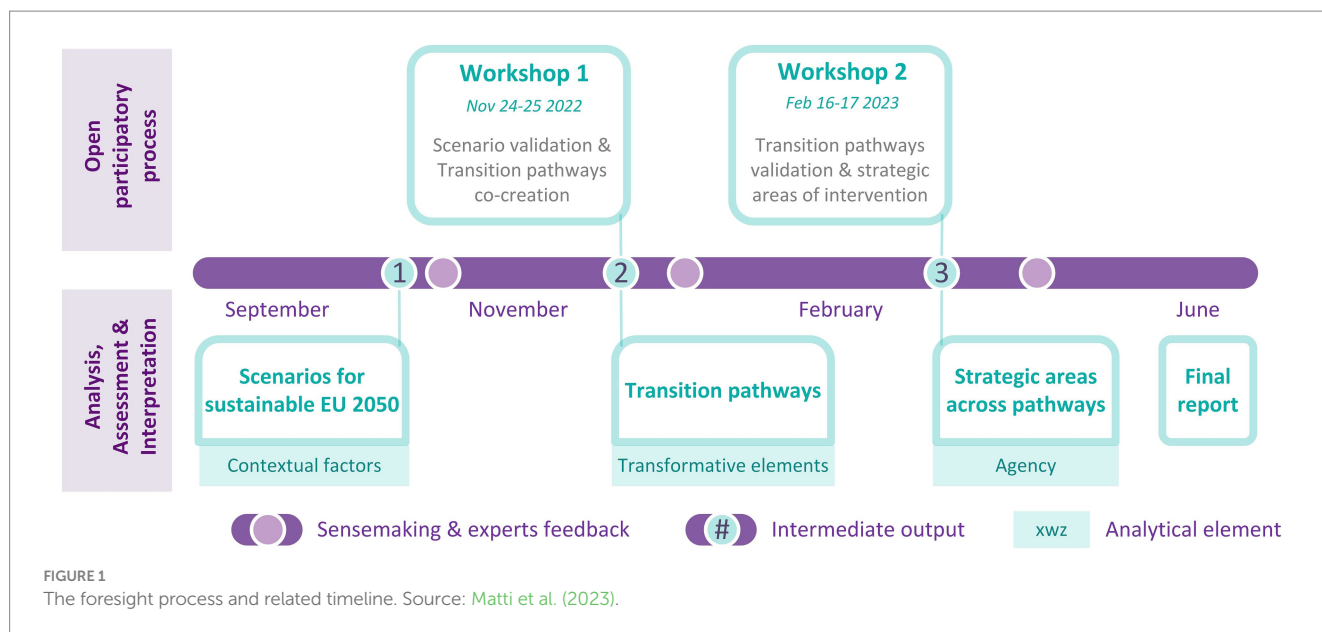 Open
participatory
process
Workshop 1
Nov 24-25 2022
Scenario validation &
Transition pathways
co-creation
Workshop 2
Feb 16-17 2023
Transition pathways
validation & strategic
areas of intervention
1
2
3
September
November
February
June
Analysis,
Assessment &
Interpretation
Scenarios for
sustainable EU 2050
Contextual factors
Transition pathways
Transformative elements
Strategic areas
across pathways
Agency
Final
report
Sensemaking & experts feedback
# Intermediate output
xwz Analytical element
FIGURE 1
The foresight process and related timeline. Source: Matti et al. (2023).